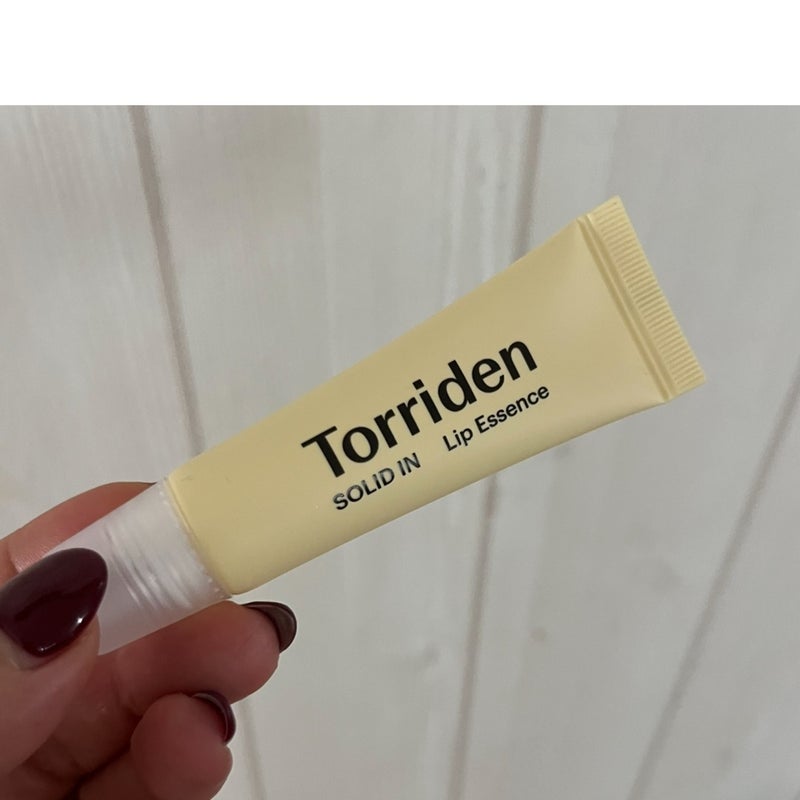 Torriden
SOLID IN Lip Essence